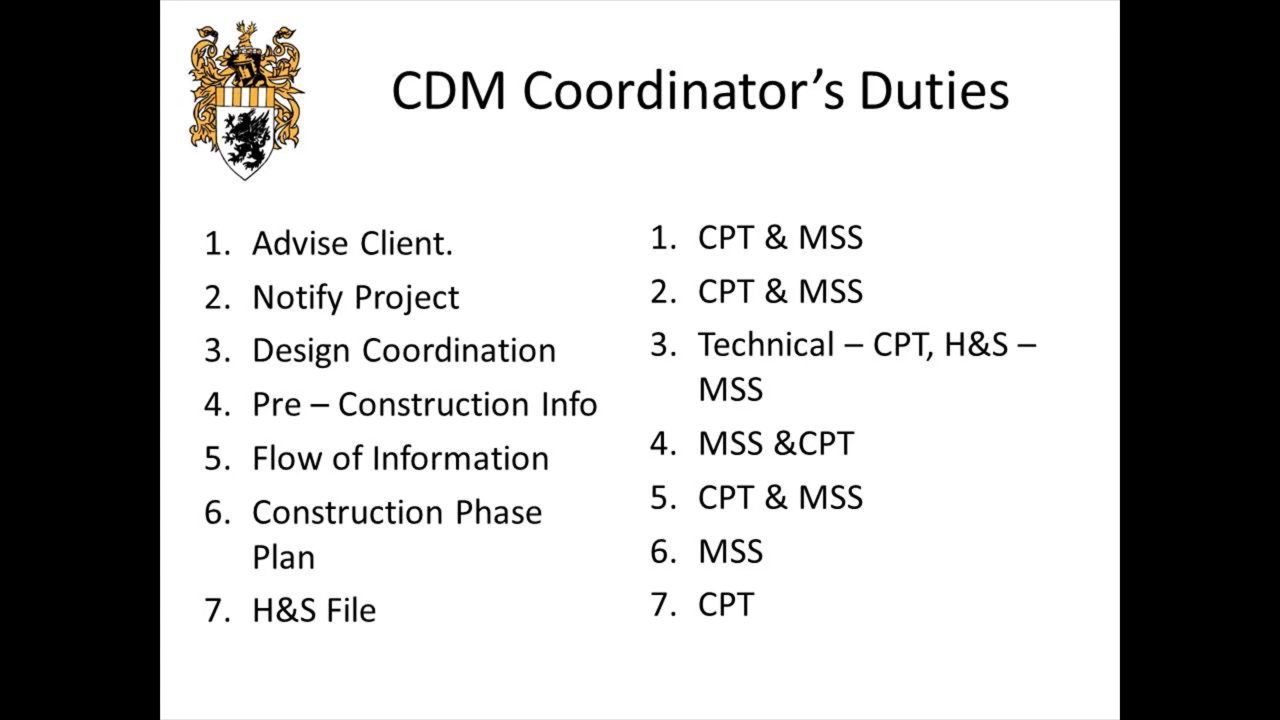 CDM Coordinator’s Duties
1. Advise Client.
2. Notify Project
3. Design Coordination
4. Pre – Construction Info
5. Flow of Information
6. Construction Phase
Plan
7. H&S File
1. CPT & MSS
2. CPT & MSS
3. Technical – CPT, H&S –
MSS
4. MSS &CPT
5. CPT & MSS
6. MSS
7. CPT